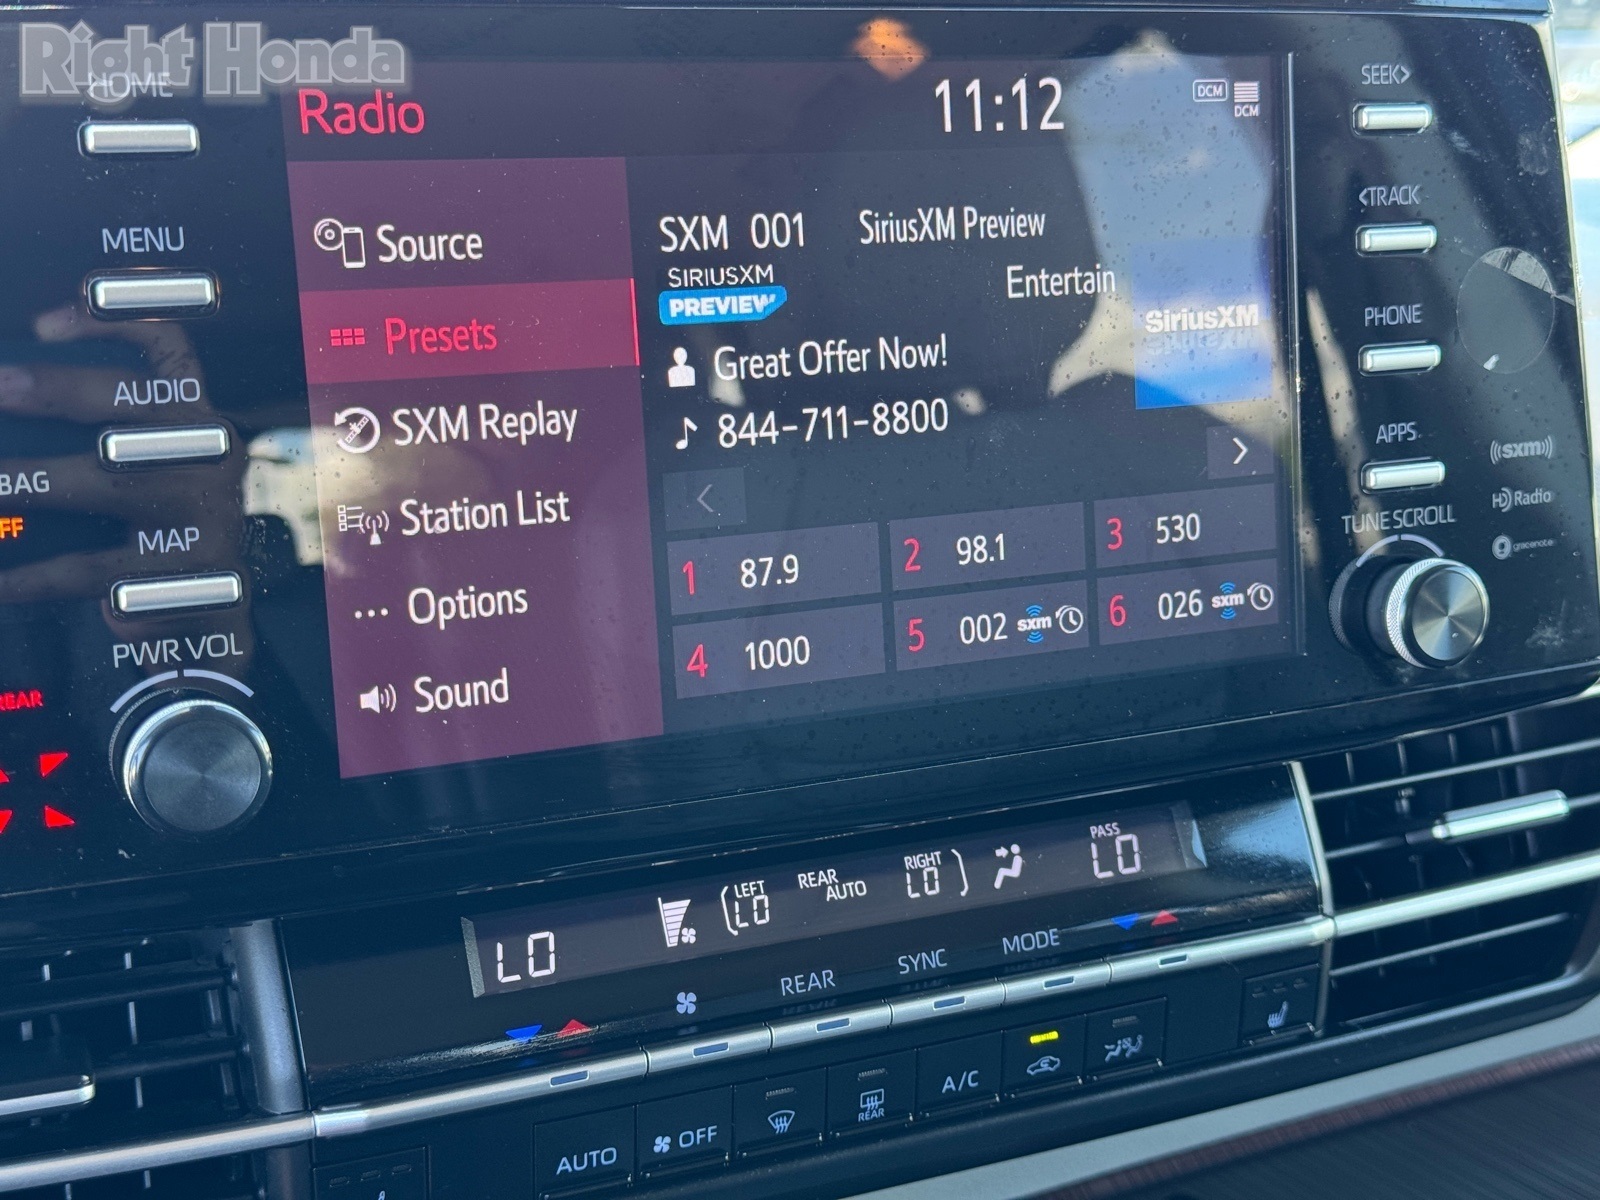 Right Honda
HOME
MENU
AUDIO
BAG
FF
MAP
PWR VOL
REAR
Radio
11:12
DCM
DCM
Source
Presets
SXM Replay
Station List
Options
Sound
SXM 001 SiriusXM Preview
SIRIUSXM
PREVIEW
Entertain
SiriusXM
Great Offer Now!
844-711-8800
1 87.9
2 98.1
3 530
4 1000
5 002 sxm
6 026 sxm
SEEK>
<TRACK
PHONE
APPS
TUNE SCROLL
sxm
HD Radio
gracenote
LO
LEFT
LO
REAR
AUTO
RIGHT
LO
PASS
LO
REAR
SYNC
MODE
AUTO
OFF
REAR
A/C